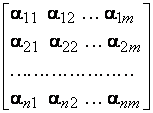 α11 α12 … α1m
α21 α22 … α2m
…………………
αn1 αn2 … αnm